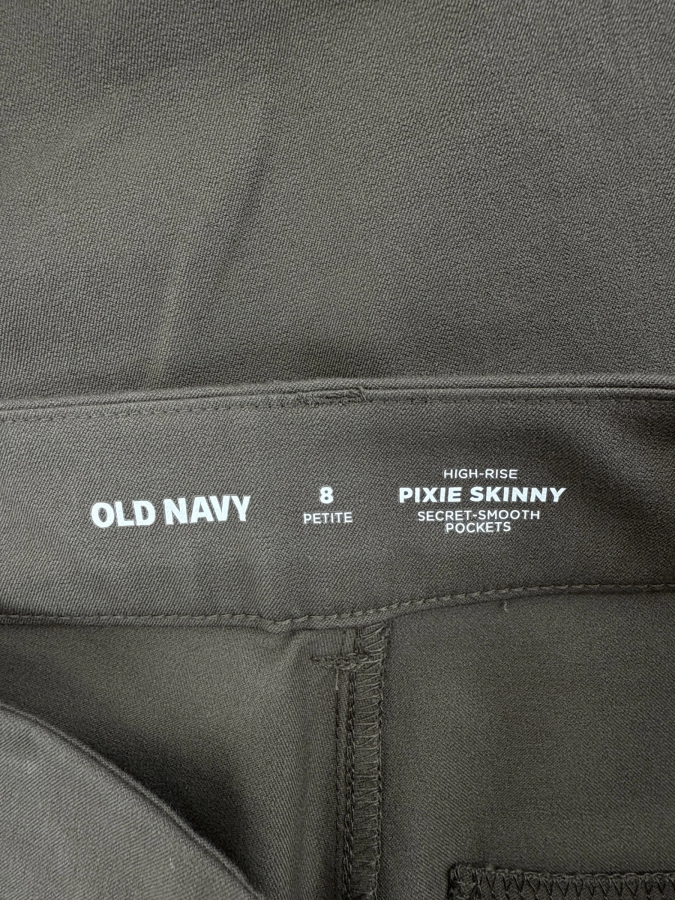 OLD NAVY
8
PETITE
HIGH-RISE
PIXIE SKINNY
SECRET-SMOOTH
POCKETS